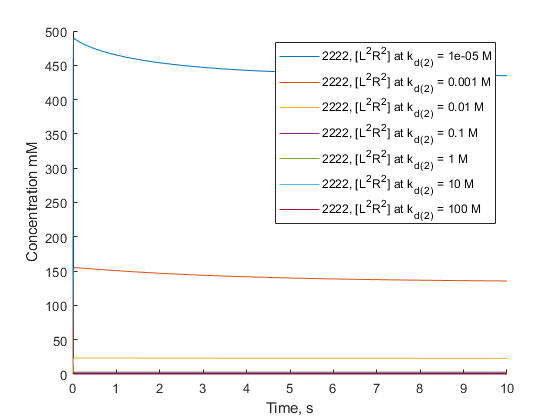 500
450
400
350
300
250
200
150
100
50
0
Concentration mM
0 1 2 3 4 5 6 7 8 9 10
Time, s
2222, [L²R²] at k_d(2) = 1e-05 M
2222, [L²R²] at k_d(2) = 0.001 M
2222, [L²R²] at k_d(2) = 0.01 M
2222, [L²R²] at k_d(2) = 0.1 M
2222, [L²R²] at k_d(2) = 1 M
2222, [L²R²] at k_d(2) = 10 M
2222, [L²R²] at k_d(2) = 100 M